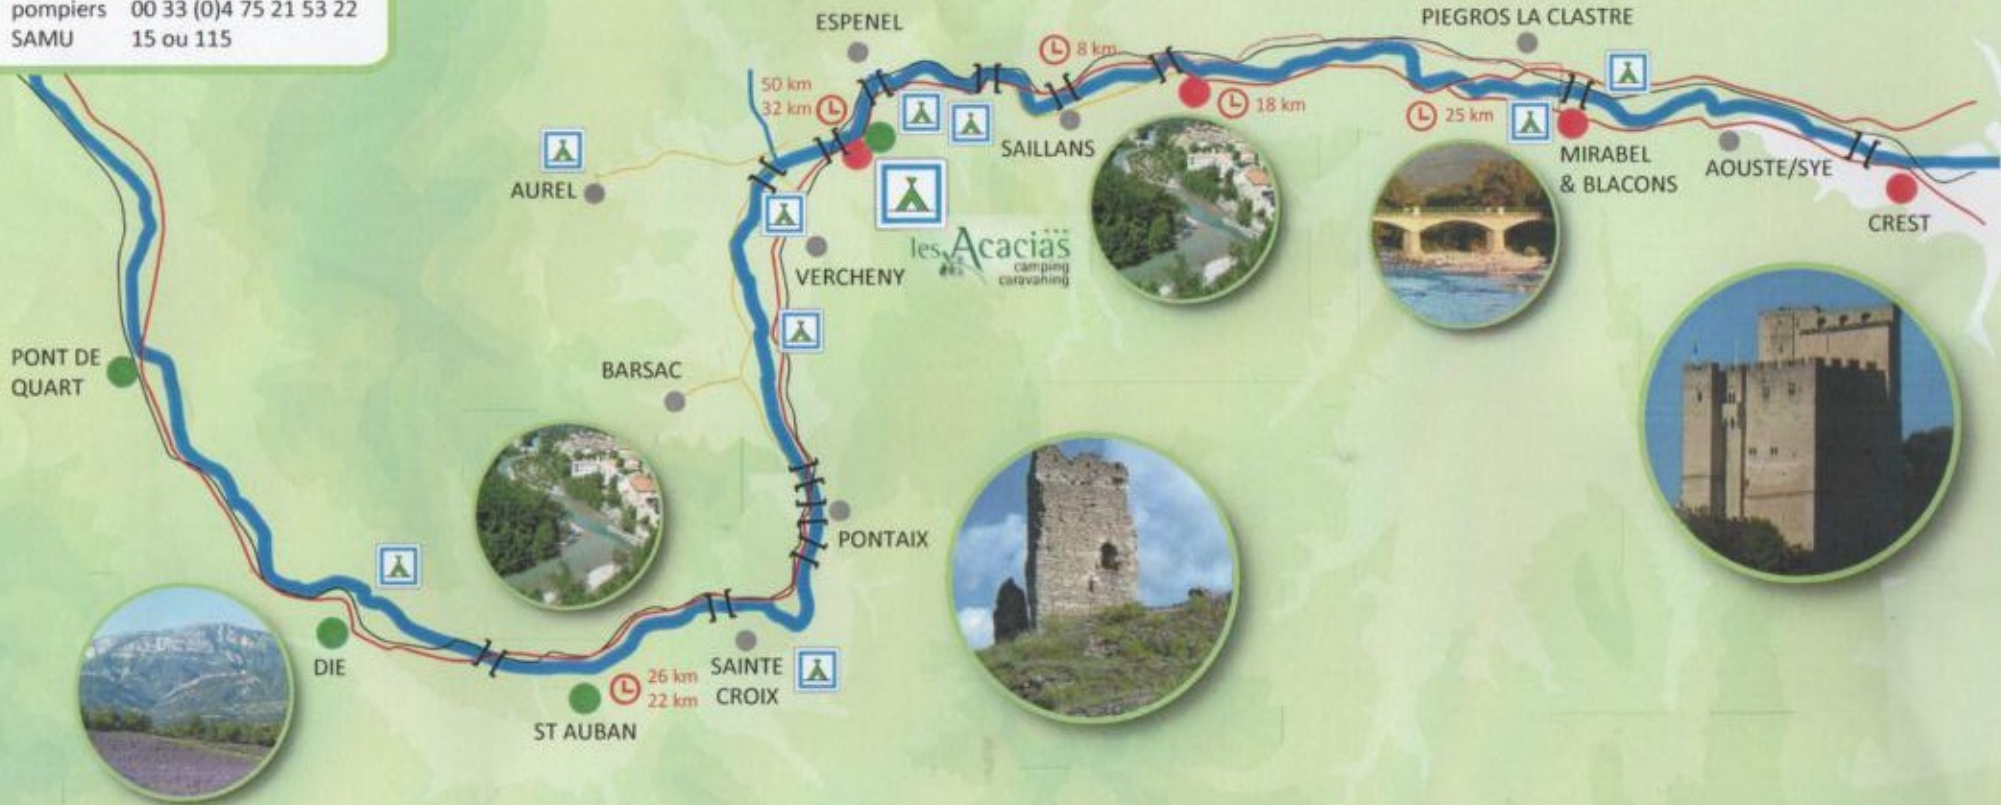 pompiers 00 33 (0)4 75 21 53 22
SAMU 15 ou 115
ESPENEL
PIEGROS LA CLASTRE
8 km
50 km
32 km
18 km
25 km
SAILLANS
MIRABEL
& BLACONS
AOUSTE/SYE
CREST
AUREL
les Acacias
camping
caravaning
VERCHENY
PONT DE
QUART
BARSAC
PONTAIX
DIE
26 km
22 km
SAINTE
CROIX
ST AUBAN